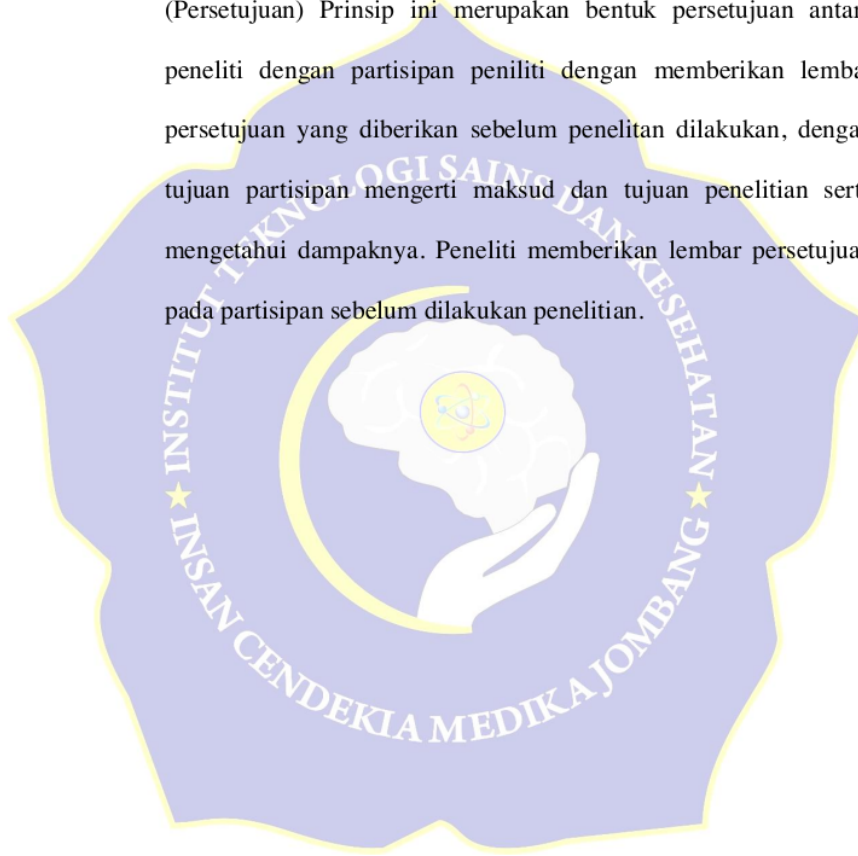 (Persetujuan) Prinsip ini merupakan bentuk persetujuan antar
peneliti dengan partisipan peniliti dengan memberikan lemba
persetujuan yang diberikan sebelum penelitan dilakukan, denga
tujuan partisipan mengerti maksud dan tujuan penelitian sert
mengetahui dampaknya. Peneliti memberikan lembar persetujua
pada partisipan sebelum dilakukan penelitian.
INSTITUT TEKNOLOGI SAINS DAN KESEHATAN
INSAN CENDEKIA MEDIKA JOMBANG